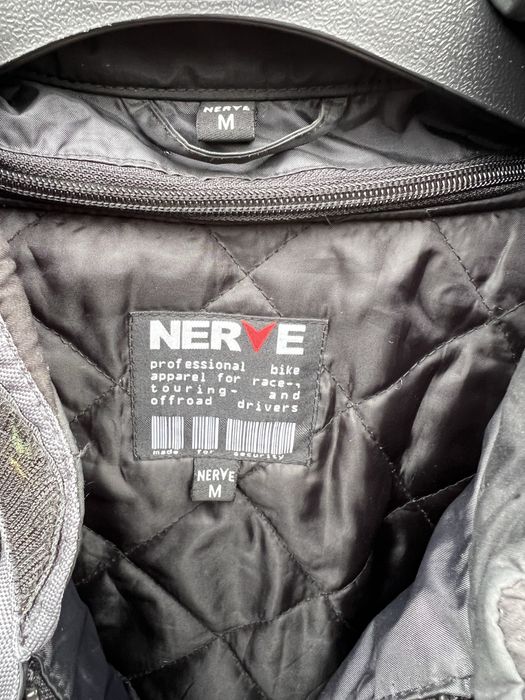 NERVE
M
NERVE
professional bike
apparel for race-,
touring- and
offroad drivers
made for security
NERVE
M